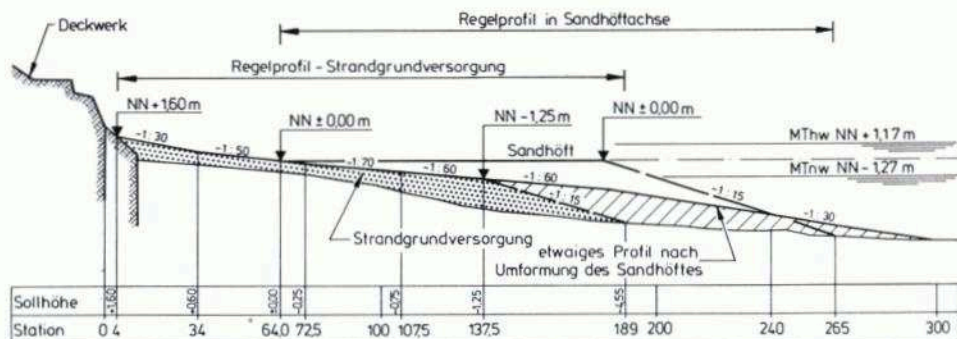 Regelprofil in Sandhöftachse
Deckwerk
Regelprofil - Strandgrundversorgung
NN + 1,60 m
NN ± 0,00 m
NN - 1,25 m
NN ± 0,00 m
MThw NN + 1,17 m
MTnw NN - 1,27 m
Sandhöft
~1:30
~1:50
~1:70
~1:60
~1:60
~1:15
~1:15
~1:30
Strandgrundversorgung
etwaiges Profil nach
Umformung des Sandhöftes
Sollhöhe +1,60 +0,60 ±0,00 -0,25 -0,75 -1,25 -4,55
Station 0 4 34 64.0 72,5 100 107,5 137,5 189 200 240 265 300